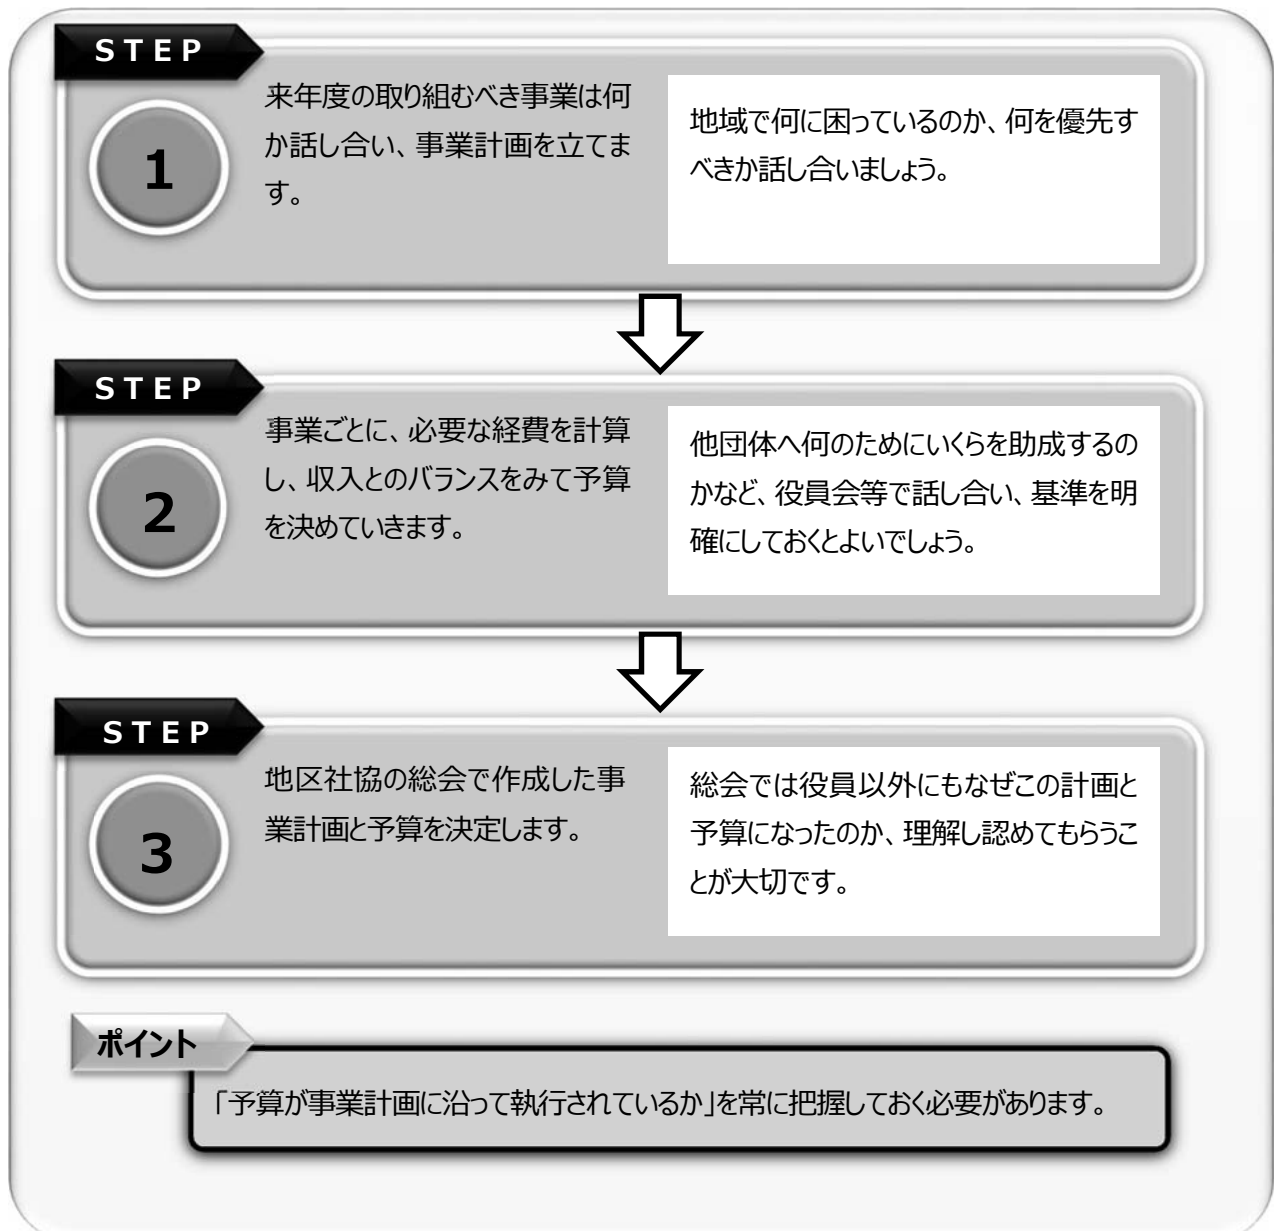 STEP
1
来年度の取り組むべき事業は何
か話し合い、事業計画を立てま
す。
地域で何に困っているのか、何を優先す
べきか話し合いましょう。
STEP
2
事業ごとに、必要な経費を計算
し、収入とのバランスをみて予算
を決めていきます。
他団体へ何のためにいくらを助成するの
かなど、役員会等で話し合い、基準を明
確にしておくとよいでしょう。
STEP
3
地区社協の総会で作成した事
業計画と予算を決定します。
総会では役員以外にもなぜこの計画と
予算になったのか、理解し認めてもらうこ
とが大切です。
ポイント
「予算が事業計画に沿って執行されているか」を常に把握しておく必要があります。